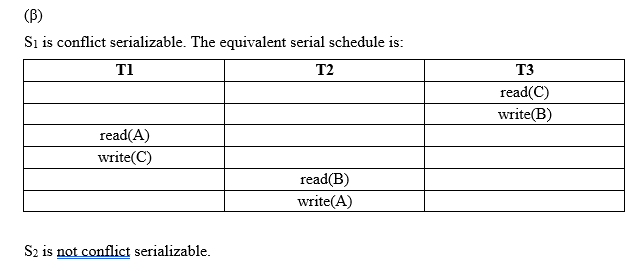 (β)
S1 is conflict serializable. The equivalent serial schedule is:
T1 T2 T3
read(C)
write(B)
read(A)
write(C)
read(B)
write(A)
S2 is not conflict serializable.